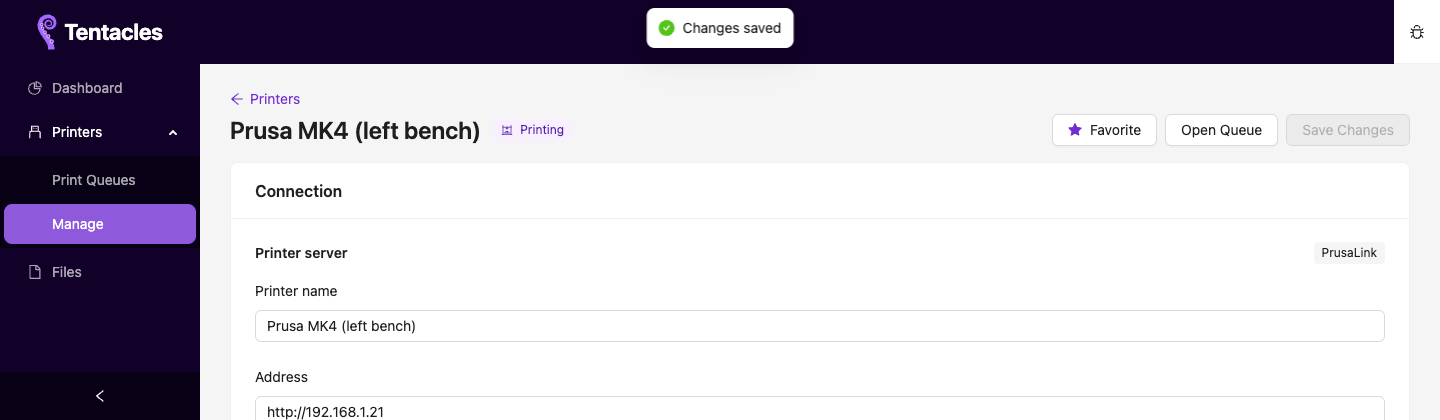 Tentacles
Changes saved
Dashboard
Printers
Print Queues
Manage
Files
Printers
Prusa MK4 (left bench)
Printing
Favorite
Open Queue
Save Changes
Connection
Printer server
PrusaLink
Printer name
Prusa MK4 (left bench)
Address
http://192.168.1.21